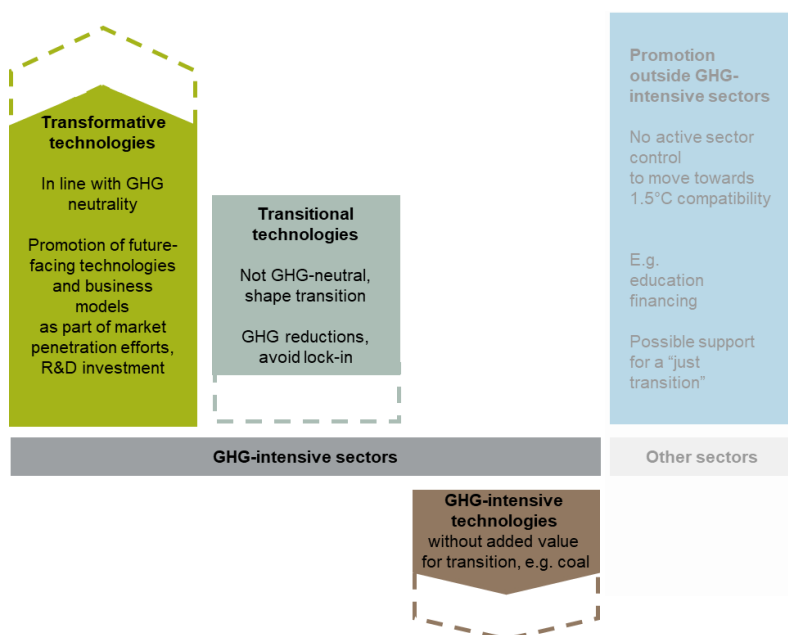 Transformative
technologies
In line with GHG
neutrality
Promotion of future-
facing technologies
and business
models
as part of market
penetration efforts,
R&D investment
Transitional
technologies
Not GHG-neutral,
shape transition
GHG reductions,
avoid lock-in
Promotion
outside GHG-
intensive sectors
No active sector
control
to move towards
1.5°C compatibility
E.g.
education
financing
Possible support
for a “just
transition”
GHG-intensive sectors
Other sectors
GHG-intensive
technologies
without added value
for transition, e.g. coal